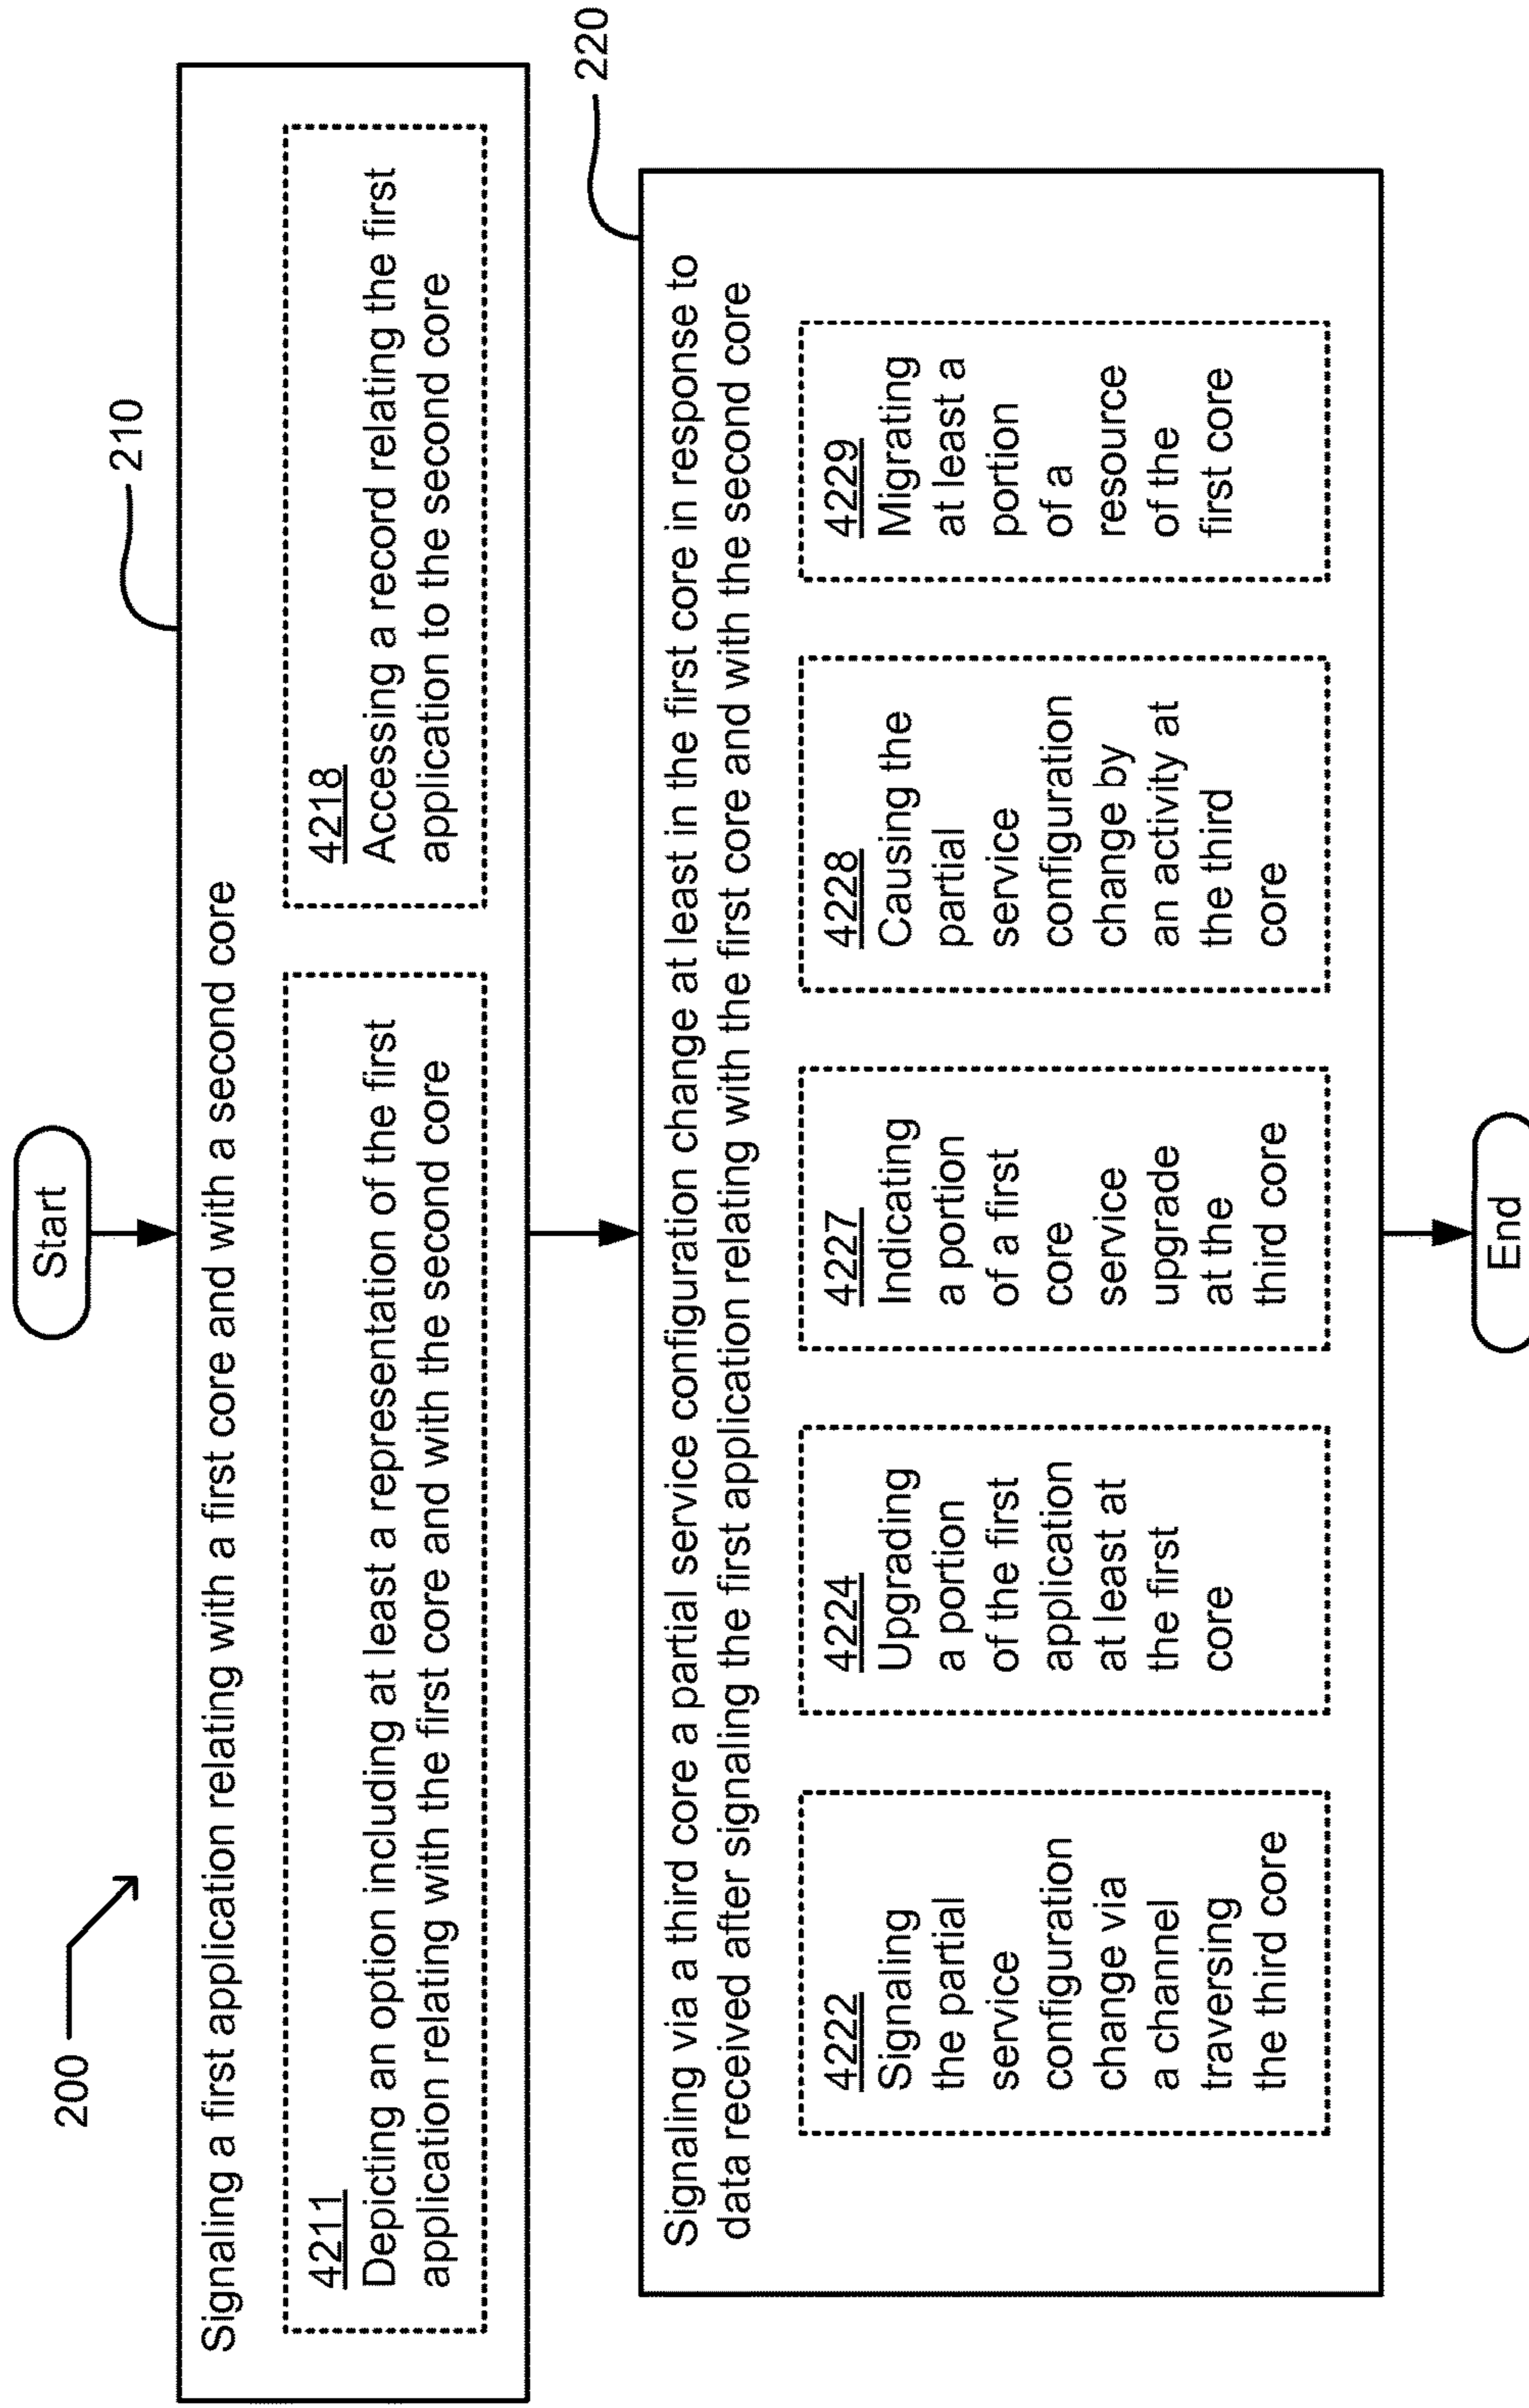 200
Start
210
Signaling a first application relating with a first core and with a second core
4211
Depicting an option including at least a representation of the first
application relating with the first core and with the second core
4218
Accessing a record relating the first
application to the second core
220
Signaling via a third core a partial service configuration change at least in the first core in response to
data received after signaling the first application relating with the first core and with the second core
4222
Signaling
the partial
service
configuration
change via
a channel
traversing
the third core
4224
Upgrading
a portion
of the first
application
at least at
the first
core
4227
Indicating
a portion
of a first
core
service
upgrade
at the
third core
4228
Causing the
partial
service
configuration
change by
an activity at
the third
core
4229
Migrating
at least a
portion
of a
resource
of the
first core
End